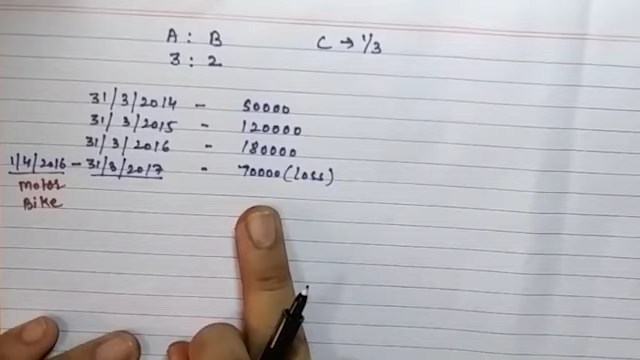 A : B C → 1/3
3 : 2
31/3/2014 - 50000
31/3/2015 - 120000
31/3/2016 - 180000
1/4/2016 - 31/3/2017 - 70000 (Loss)
Motor
Bike